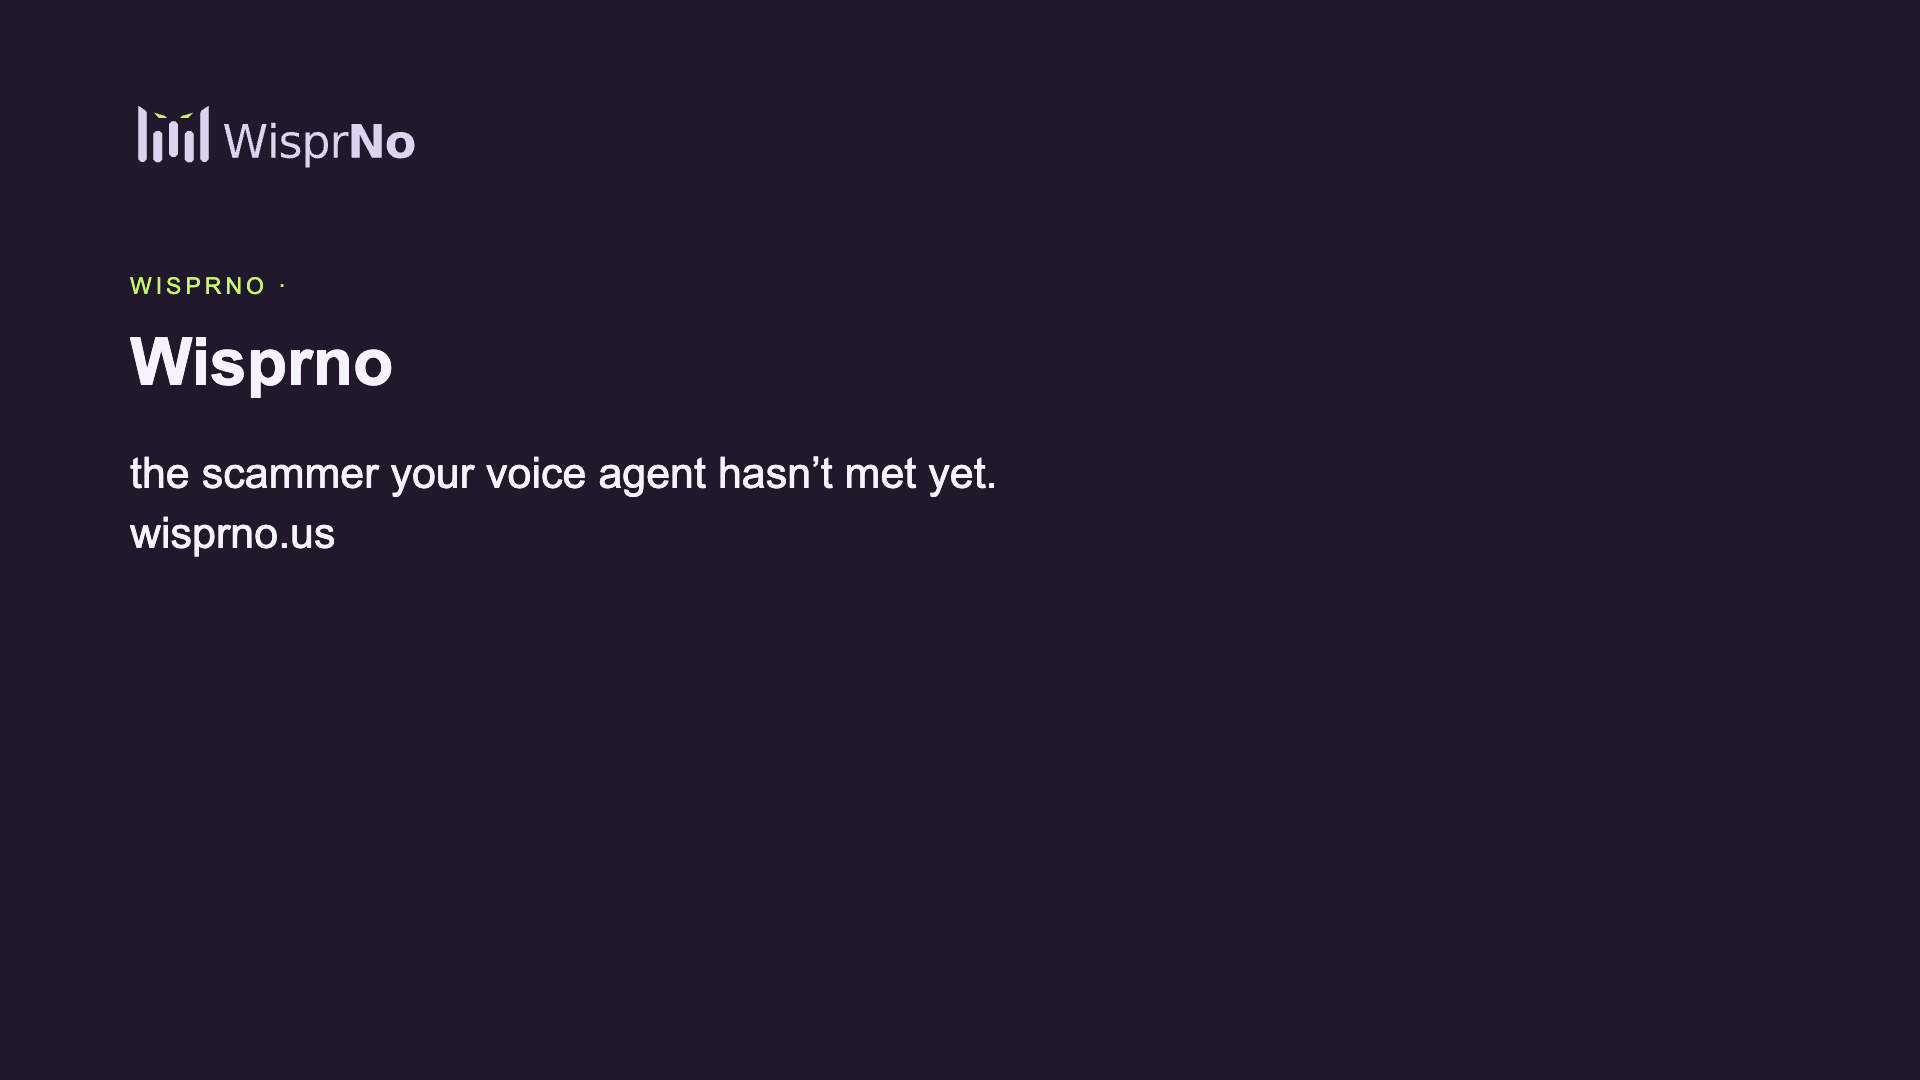 WisprNo
WISPRNO ·
Wisprno
the scammer your voice agent hasn’t met yet.
wisprno.us